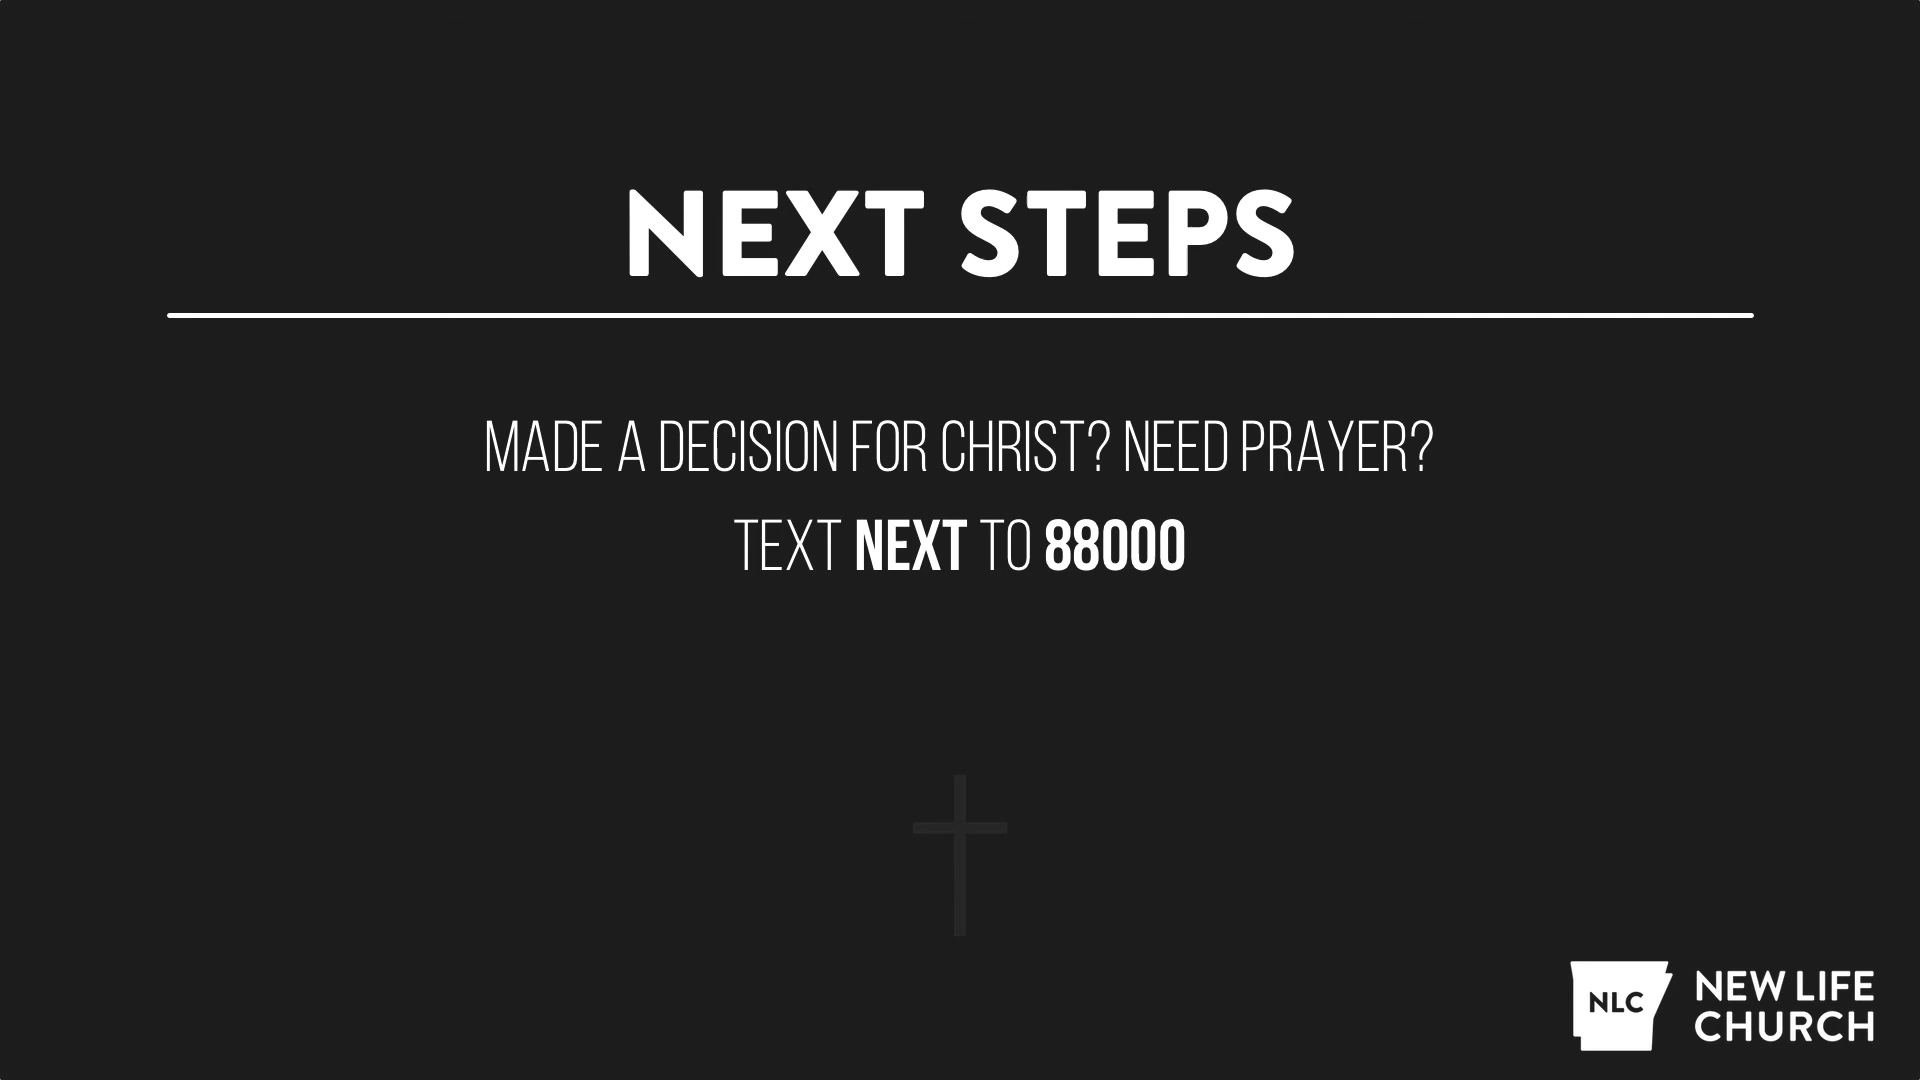 NEXT STEPS
MADE A DECISION FOR CHRIST? NEED PRAYER?
TEXT NEXT TO 88000
NLC
NEW LIFE
CHURCH